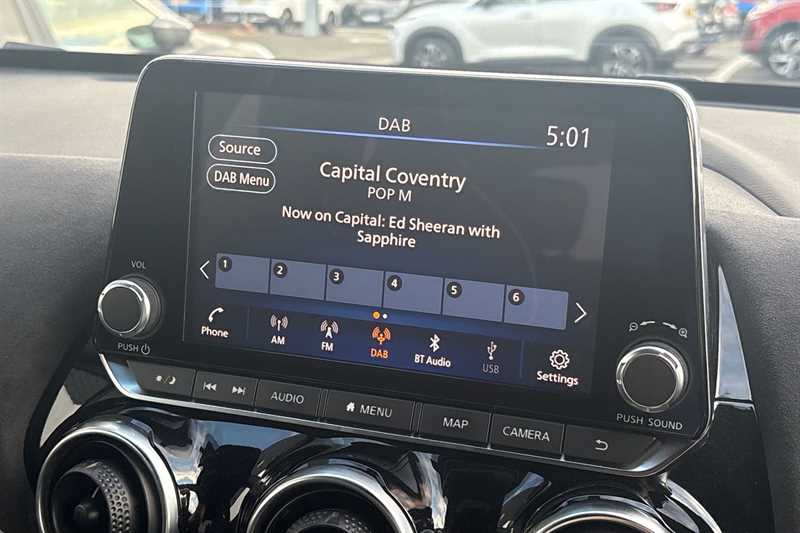 DAB
5:01
Source
DAB Menu
Capital Coventry
POP M
Now on Capital: Ed Sheeran with
Sapphire
1 2 3 4 5 6
Phone
AM
FM
DAB
BT Audio
USB
Settings
VOL
PUSH
PUSH SOUND
AUDIO
MENU
MAP
CAMERA